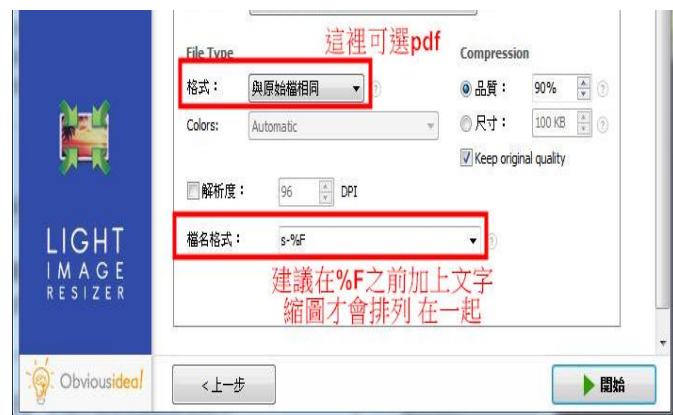 這裡可選pdf
File Type
Compression
格式：
與原始檔相同
品質：
90%
Colors:
Automatic
尺寸：
100 KB
Keep original quality
解析度：
96
DPI
檔名格式：
s-%F
建議在%F之前加上文字
縮圖才會排列 在一起
LIGHT
IMAGE
RESIZER
Obviousidea!
<上一步
開始